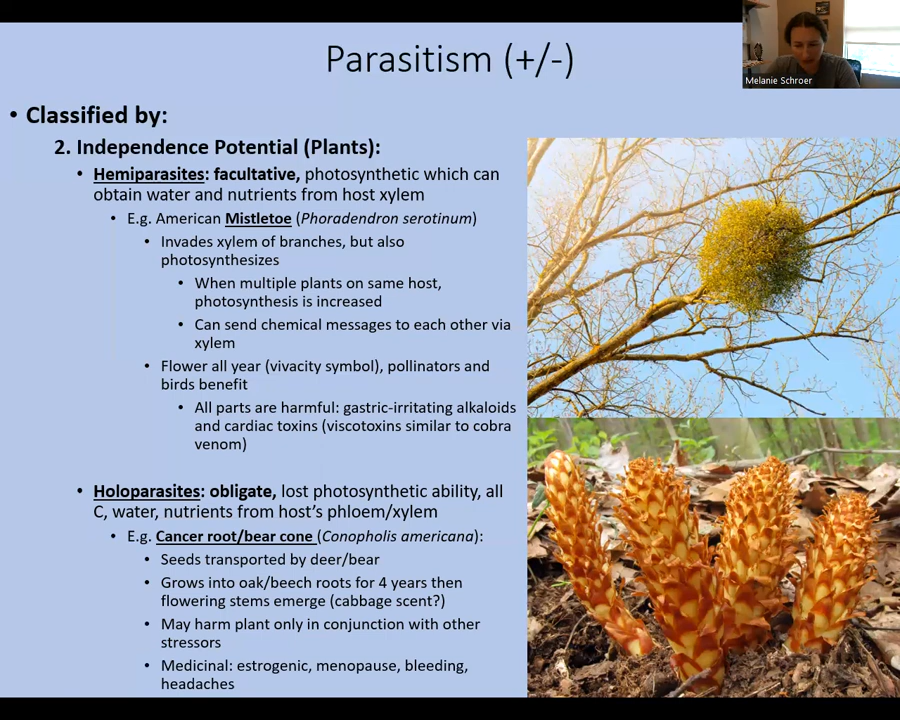 Parasitism (+/-)
Melanie Schroer
• Classified by:
2. Independence Potential (Plants):
• Hemiparasites: facultative, photosynthetic which can
obtain water and nutrients from host xylem
• E.g. American Mistletoe (Phoradendron serotinum)
• Invades xylem of branches, but also
photosynthesizes
• When multiple plants on same host,
photosynthesis is increased
• Can send chemical messages to each other via
xylem
• Flower all year (vivacity symbol), pollinators and
birds benefit
• All parts are harmful: gastric-irritating alkaloids
and cardiac toxins (viscotoxins similar to cobra
venom)
• Holoparasites: obligate, lost photosynthetic ability, all
C, water, nutrients from host's phloem/xylem
• E.g. Cancer root/bear cone (Conopholis americana):
• Seeds transported by deer/bear
• Grows into oak/beech roots for 4 years then
flowering stems emerge (cabbage scent?)
• May harm plant only in conjunction with other
stressors
• Medicinal: estrogenic, menopause, bleeding,
headaches